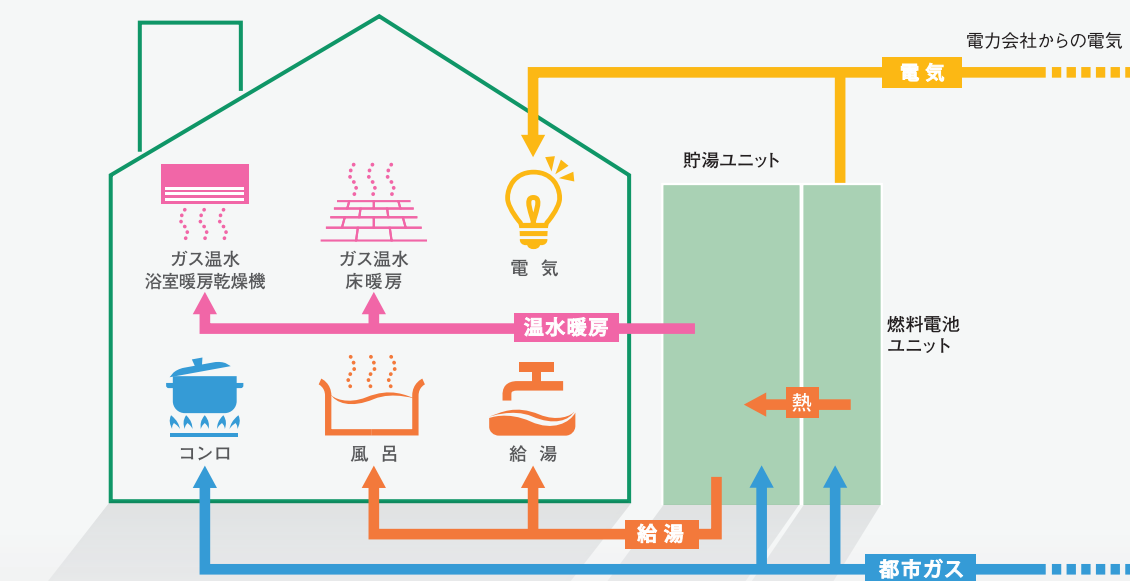 電力会社からの電気
電気
貯湯ユニット
ガス温水
浴室暖房乾燥機
ガス温水
床暖房
電気
温水暖房
燃料電池
ユニット
熱
コンロ
風呂
給湯
給湯
都市ガス